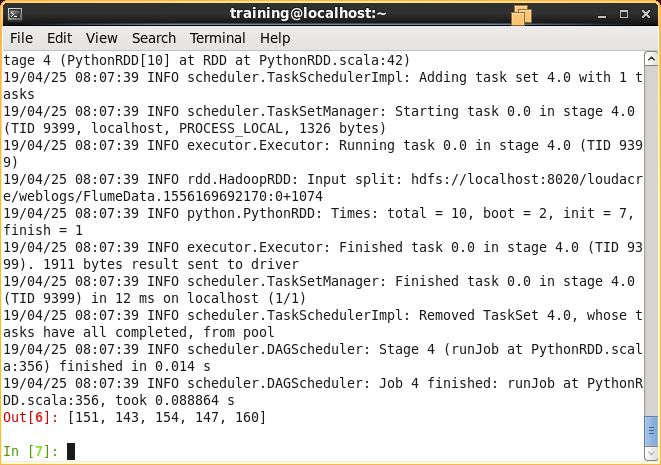 training@localhost:~
File Edit View Search Terminal Help
tage 4 (PythonRDD[10] at RDD at PythonRDD.scala:42)
19/04/25 08:07:39 INFO scheduler.TaskSchedulerImpl: Adding task set 4.0 with 1 t
asks
19/04/25 08:07:39 INFO scheduler.TaskSetManager: Starting task 0.0 in stage 4.0
(TID 9399, localhost, PROCESS_LOCAL, 1326 bytes)
19/04/25 08:07:39 INFO executor.Executor: Running task 0.0 in stage 4.0 (TID 939
9)
19/04/25 08:07:39 INFO rdd.HadoopRDD: Input split: hdfs://localhost:8020/loudacr
e/weblogs/FlumeData.1556169692170:0+1074
19/04/25 08:07:39 INFO python.PythonRDD: Times: total = 10, boot = 2, init = 7,
finish = 1
19/04/25 08:07:39 INFO executor.Executor: Finished task 0.0 in stage 4.0 (TID 93
99). 1911 bytes result sent to driver
19/04/25 08:07:39 INFO scheduler.TaskSetManager: Finished task 0.0 in stage 4.0
(TID 9399) in 12 ms on localhost (1/1)
19/04/25 08:07:39 INFO scheduler.TaskSchedulerImpl: Removed TaskSet 4.0, whose t
asks have all completed, from pool
19/04/25 08:07:39 INFO scheduler.DAGScheduler: Stage 4 (runJob at PythonRDD.scal
a:356) finished in 0.014 s
19/04/25 08:07:39 INFO scheduler.DAGScheduler: Job 4 finished: runJob at PythonR
DD.scala:356, took 0.088864 s
Out[6]: [151, 143, 154, 147, 160]
In [7]: